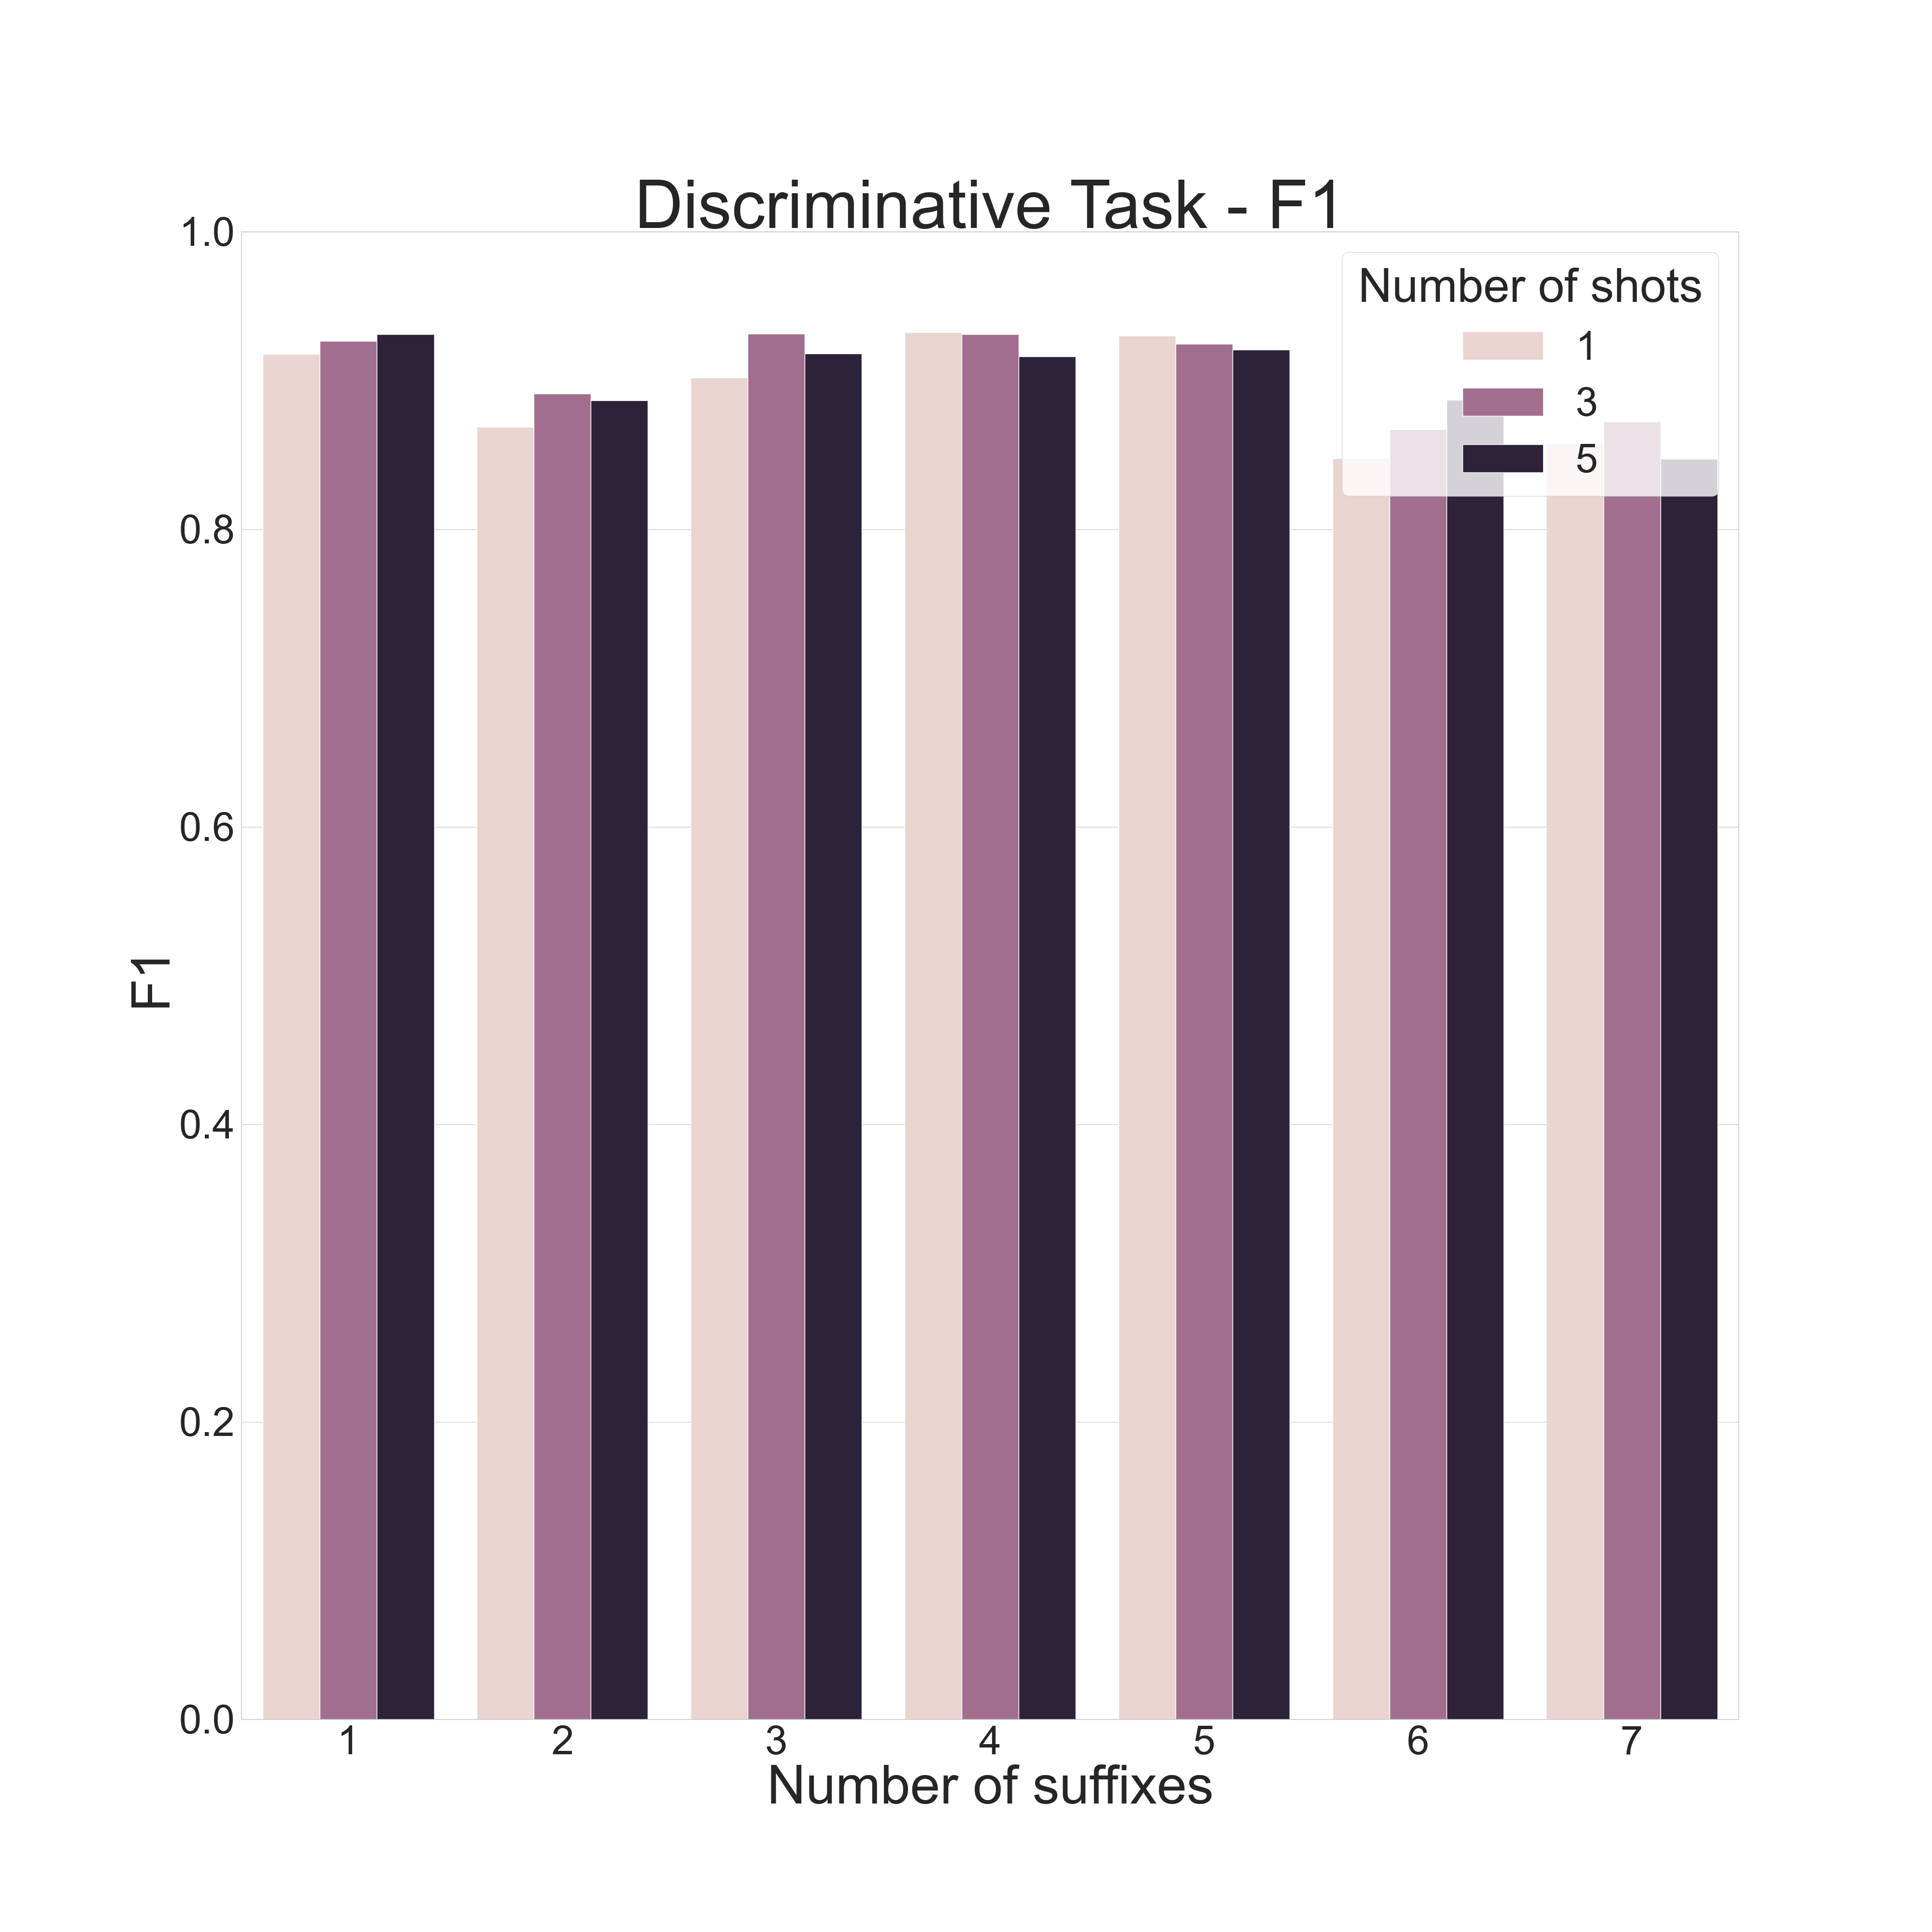 Discriminative Task - F1
1.0
0.8
0.6
0.4
0.2
0.0
F1
Number of shots
1
3
5
1 2 3 4 5 6 7
Number of suffixes